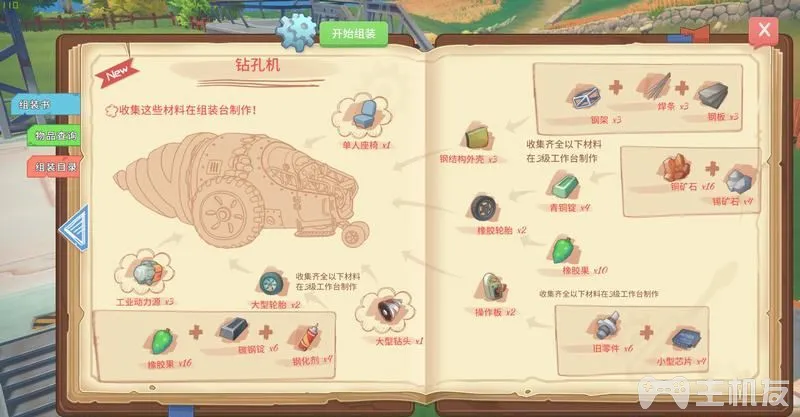 110
开始组装
New
钻孔机
收集这些材料在组装台制作!
组装书
物品查询
组装目录
单人座椅 x1
工业动力源 x3
大型轮胎 x2
收集齐全以下材料
在3级工作台制作
大型钻头 x1
橡胶果 x16
碳钢锭 x6
钢化剂 x4
钢架 x3
焊条 x3
钢板 x3
钢结构外壳 x3
收集齐全以下材料
在3级工作台制作
铜矿石 x16
锡矿石 x4
青铜锭 x4
橡胶轮胎 x2
橡胶果 x10
操作板 x2
收集齐全以下材料在3级工作台制作
旧零件 x6
小型芯片 x4
主机友